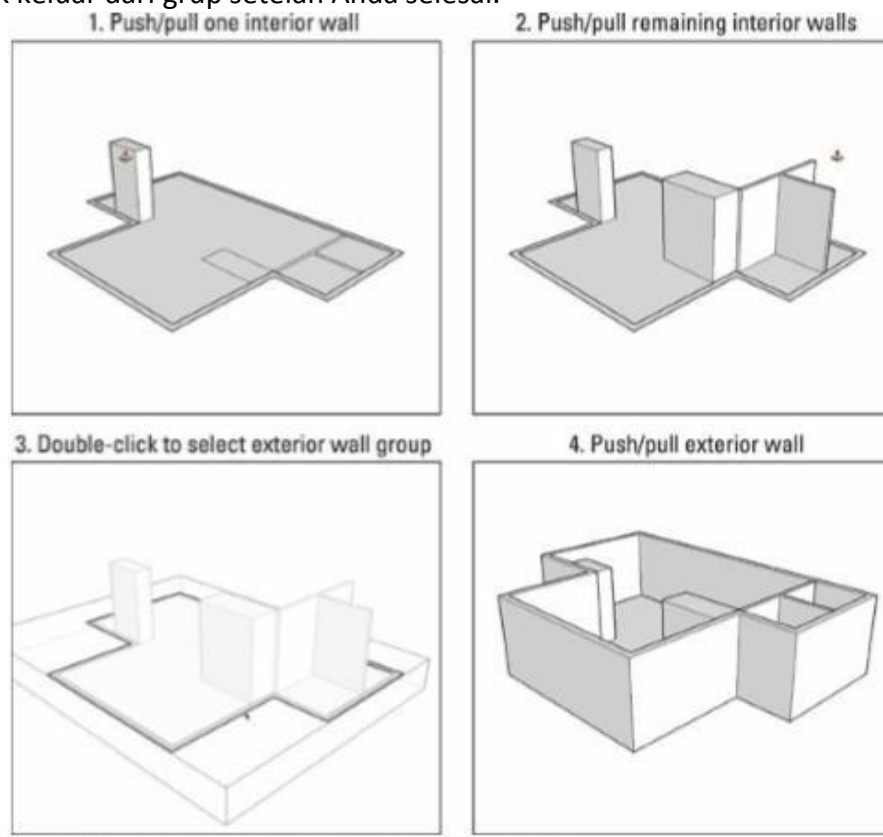 keluar dari grup setelah Anda selesai.
1. Push/pull one interior wall
2. Push/pull remaining interior walls
3. Double-click to select exterior wall group
4. Push/pull exterior wall